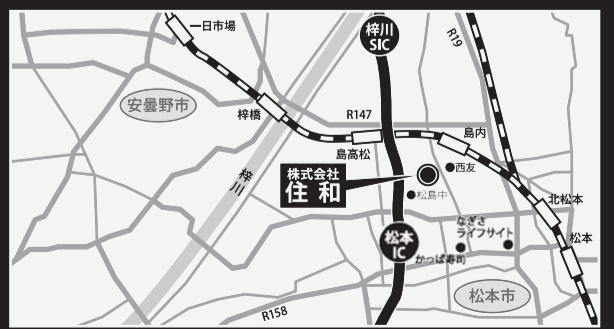 一日市場
梓川
SIC
R19
安曇野市
梓橋
R147
島内
島高松
株式会社
住和
西友
松島中
梓川
北松本
なぎさ
ライフサイト
松本
松本
IC
かっぱ寿司
松本市
R158